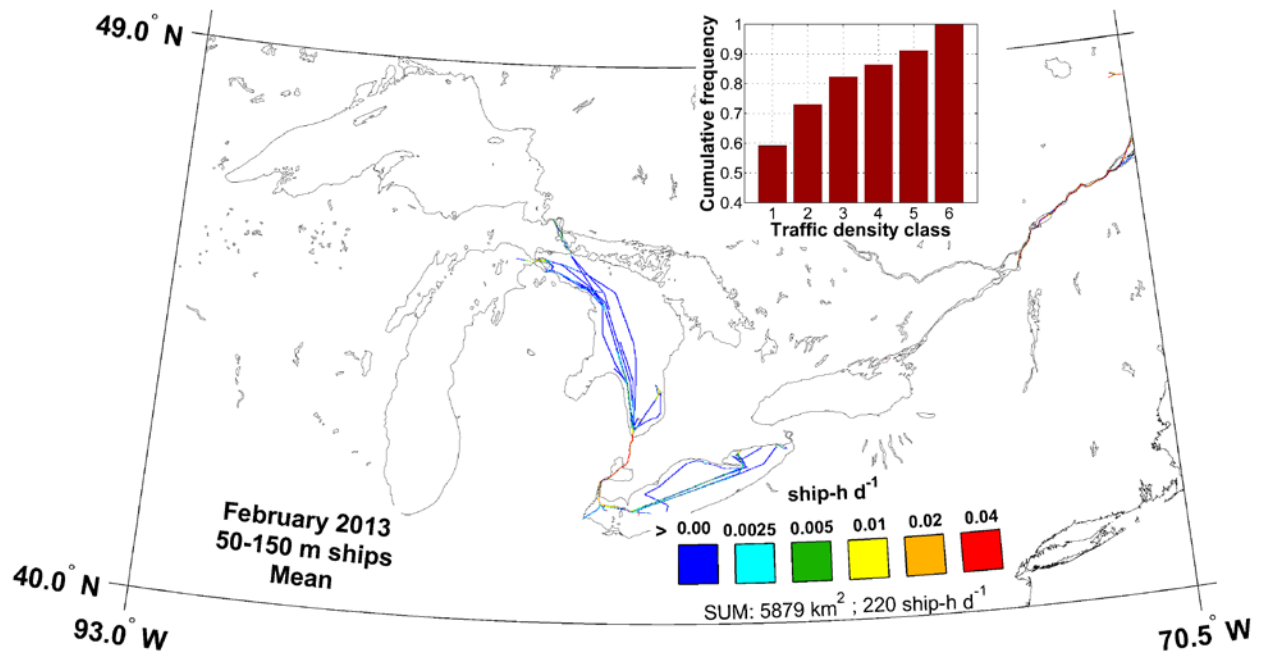 49.0° N
1
0.9
0.8
0.7
0.6
0.5
0.4
Cumulative frequency
1 2 3 4 5 6
Traffic density class
February 2013
50-150 m ships
Mean
ship-h d⁻¹
> 0.00 0.0025 0.005 0.01 0.02 0.04
SUM: 5879 km² ; 220 ship-h d⁻¹
40.0° N
93.0° W
70.5° W